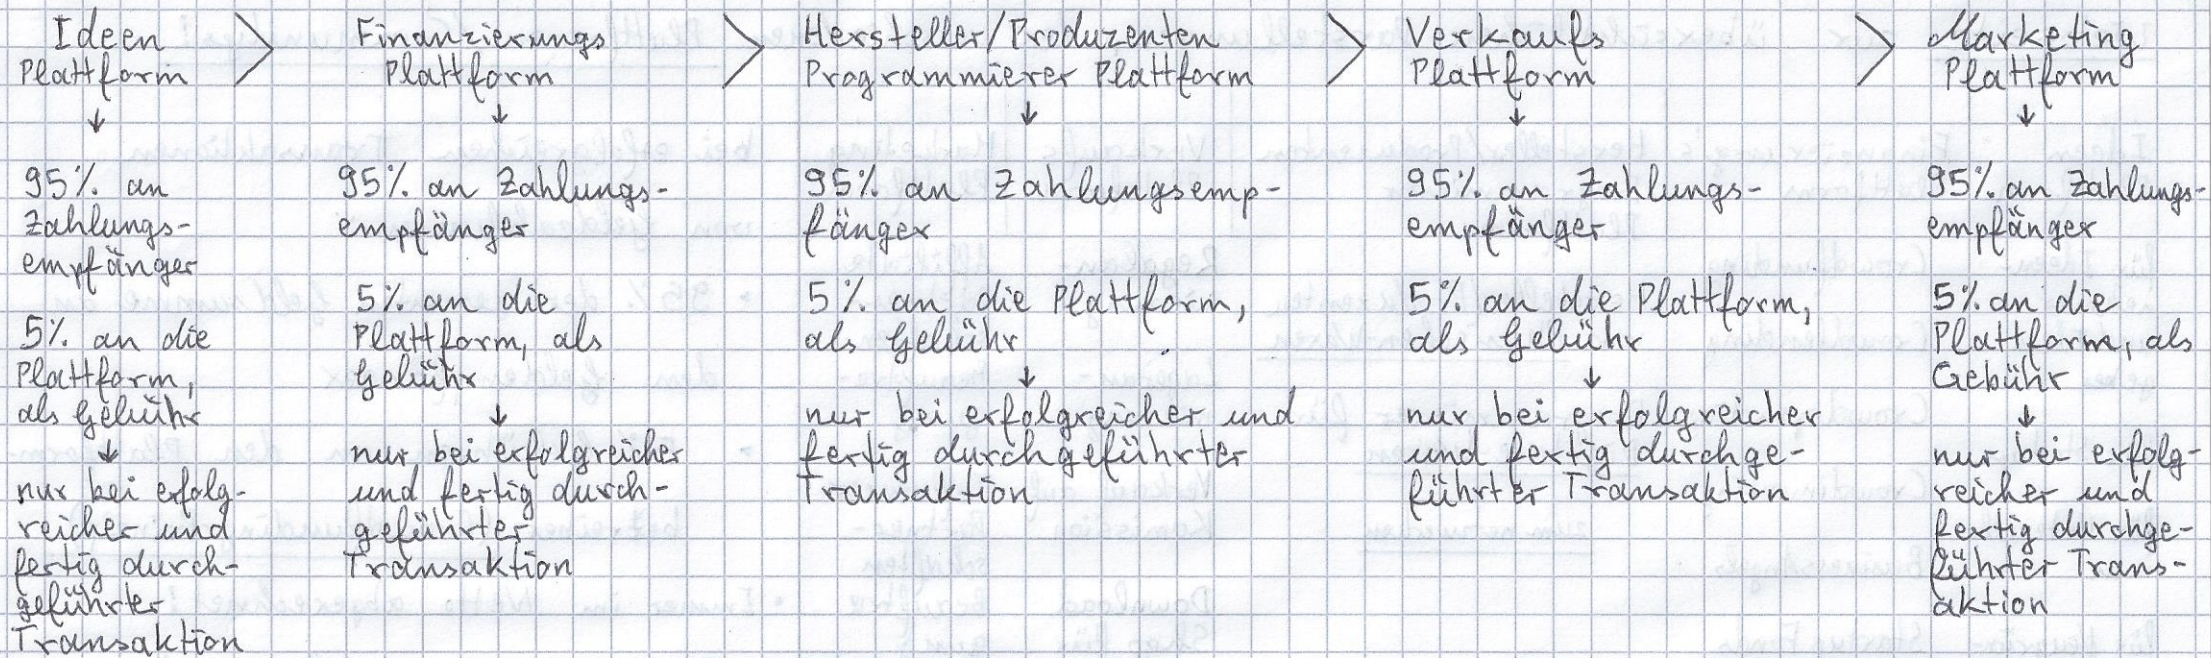 Ideen
Plattform
↓
95% an
Zahlungs-
empfänger
5% an die
Plattform,
als Gebühr
↓
nur bei erfolg-
reicher und
fertig durch-
geführter
Transaktion
>
Finanzierungs
Plattform
↓
95% an Zahlungs-
empfänger
5% an die
Plattform, als
Gebühr
↓
nur bei erfolgreicher
und fertig durch-
geführter
Transaktion
>
Hersteller/Produzenten
Programmierer Plattform
↓
95% an Zahlungsemp-
fänger
5% an die Plattform,
als Gebühr
↓
nur bei erfolgreicher und
fertig durchgeführter
Transaktion
>
Verkaufs
Plattform
↓
95% an Zahlungs-
empfänger
5% an die Plattform,
als Gebühr
↓
nur bei erfolgreicher
und fertig durchge-
führter Transaktion
>
Marketing
Plattform
↓
95% an Zahlungs-
empfänger
5% an die
Plattform, als
Gebühr
↓
nur bei erfolg-
reicher und
fertig durchge-
führter Trans-
aktion